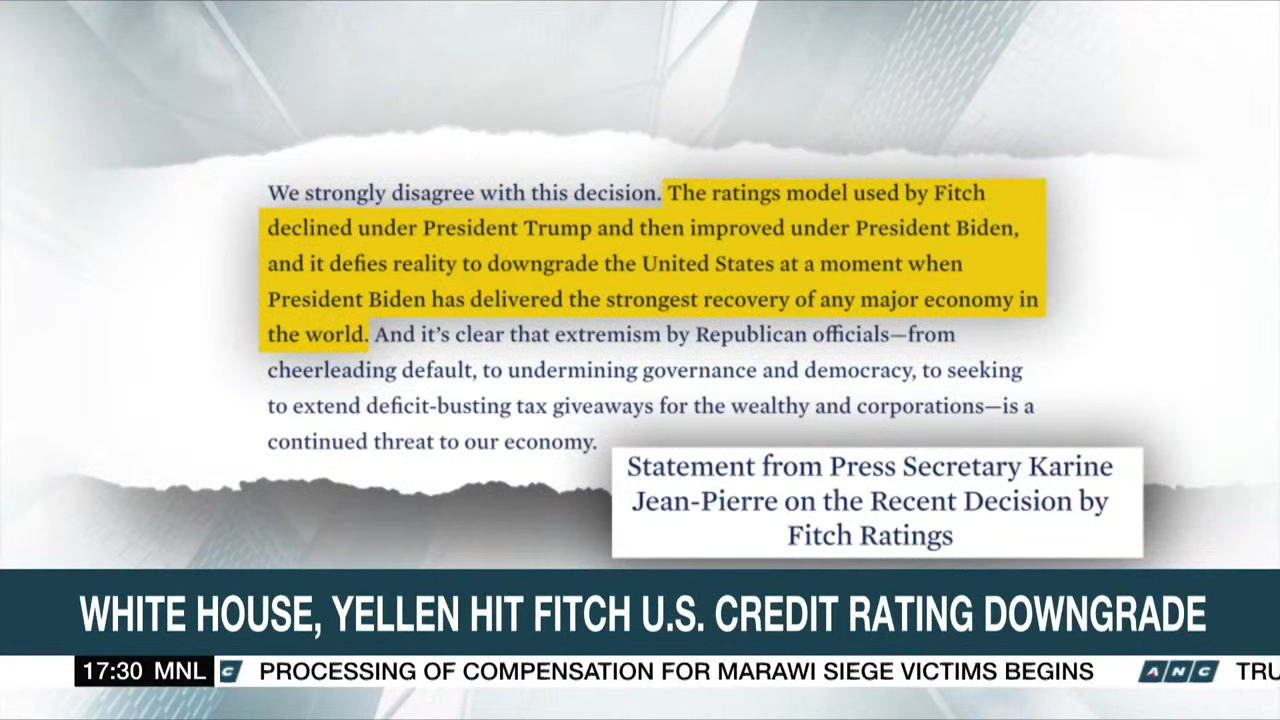 We strongly disagree with this decision. The ratings model used by Fitch
declined under President Trump and then improved under President Biden,
and it defies reality to downgrade the United States at a moment when
President Biden has delivered the strongest recovery of any major economy in
the world. And it’s clear that extremism by Republican officials—from
cheerleading default, to undermining governance and democracy, to seeking
to extend deficit-busting tax giveaways for the wealthy and corporations—is a
continued threat to our economy.
Statement from Press Secretary Karine
Jean-Pierre on the Recent Decision by
Fitch Ratings
WHITE HOUSE, YELLEN HIT FITCH U.S. CREDIT RATING DOWNGRADE
17:30 MNL C PROCESSING OF COMPENSATION FOR MARAWI SIEGE VICTIMS BEGINS ANC TRU